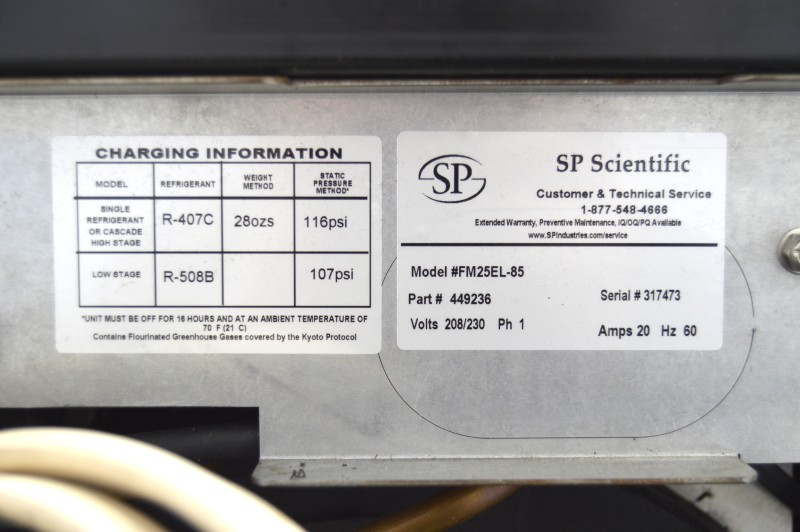 CHARGING INFORMATION
MODEL REFRIGERANT WEIGHT METHOD STATIC PRESSURE METHOD*
SINGLE REFRIGERANT OR CASCADE HIGH STAGE R-407C 28ozs 116psi
LOW STAGE R-508B 107psi
*UNIT MUST BE OFF FOR 16 HOURS AND AT AN AMBIENT TEMPERATURE OF
70 F (21 C)
Contains Flourinated Greenhouse Gases covered by the Kyoto Protocol
SP
SP Scientific
Customer & Technical Service
1-877-548-4666
Extended Warranty, Preventive Maintenance, IQ/OQ/PQ Available
www.SPindustries.com/service
Model #FM25EL-85
Part # 449236 Serial # 317473
Volts 208/230 Ph 1 Amps 20 Hz 60